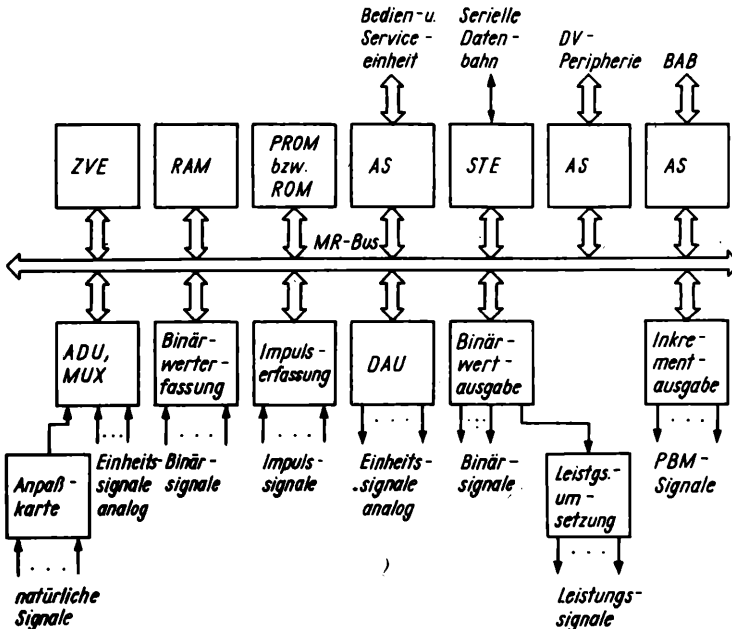 Bedien-u.
Service-
einheit
Serielle
Daten-
bahn
DV-
Peripherie
BAB
ZVE
RAM
PROM
bzw.
ROM
AS
STE
AS
AS
MR-Bus
ADU,
MUX
Binär-
werter-
fassung
Impuls-
erfassung
DAU
Binär-
wert-
ausgabe
Inkre-
ment-
ausgabe
Anpaß-
karte
Einheits-
signale
analog
Binär-
signale
Impuls-
signale
Einheits-
signale
analog
Binär-
signale
Leistgs.-
um-
setzung
PBM-
Signale
natürliche
Signale
Leistungs-
signale